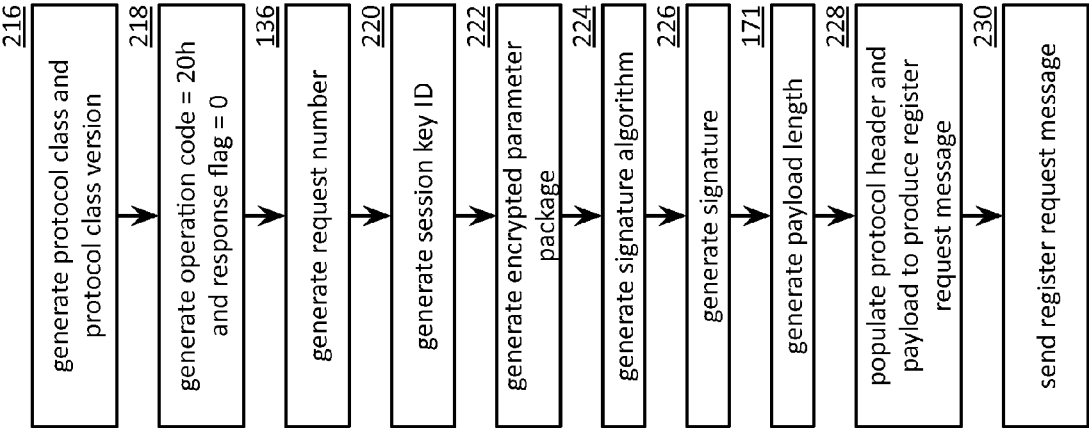 216
generate protocol class and
protocol class version
218
generate operation code = 20h
and response flag = 0
136
generate request number
220
generate session key ID
222
generate encrypted parameter
package
224
generate signature algorithm
226
generate signature
171
generate payload length
228
populate protocol header and
payload to produce register
request message
230
send register request message